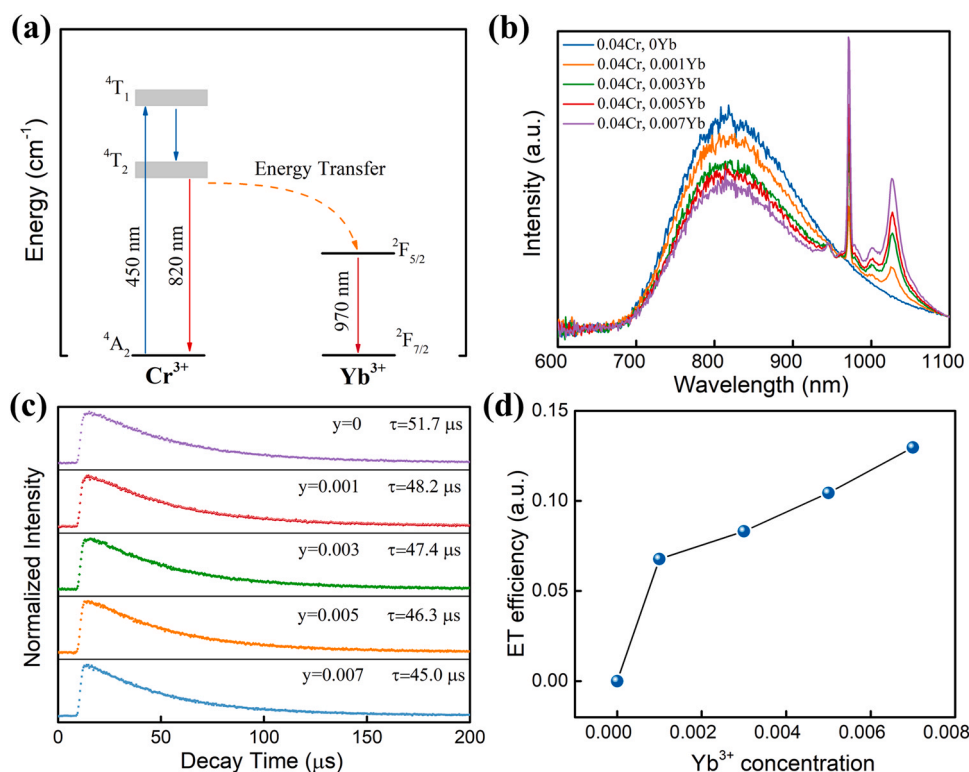 (a)
Energy (cm⁻¹)
⁴T₁
⁴T₂
⁴A₂
450 nm
820 nm
Energy Transfer
970 nm
²F₅/₂
²F₇/₂
Cr³⁺
Yb³⁺
(b)
Intensity (a.u.)
0.04Cr, 0Yb
0.04Cr, 0.001Yb
0.04Cr, 0.003Yb
0.04Cr, 0.005Yb
0.04Cr, 0.007Yb
600 700 800 900 1000 1100
Wavelength (nm)
(c)
Normalized Intensity
y=0 τ=51.7 μs
y=0.001 τ=48.2 μs
y=0.003 τ=47.4 μs
y=0.005 τ=46.3 μs
y=0.007 τ=45.0 μs
0 50 100 150 200
Decay Time (μs)
(d)
ET efficiency (a.u.)
0.15
0.10
0.05
0.00
0.000 0.002 0.004 0.006 0.008
Yb³⁺ concentration